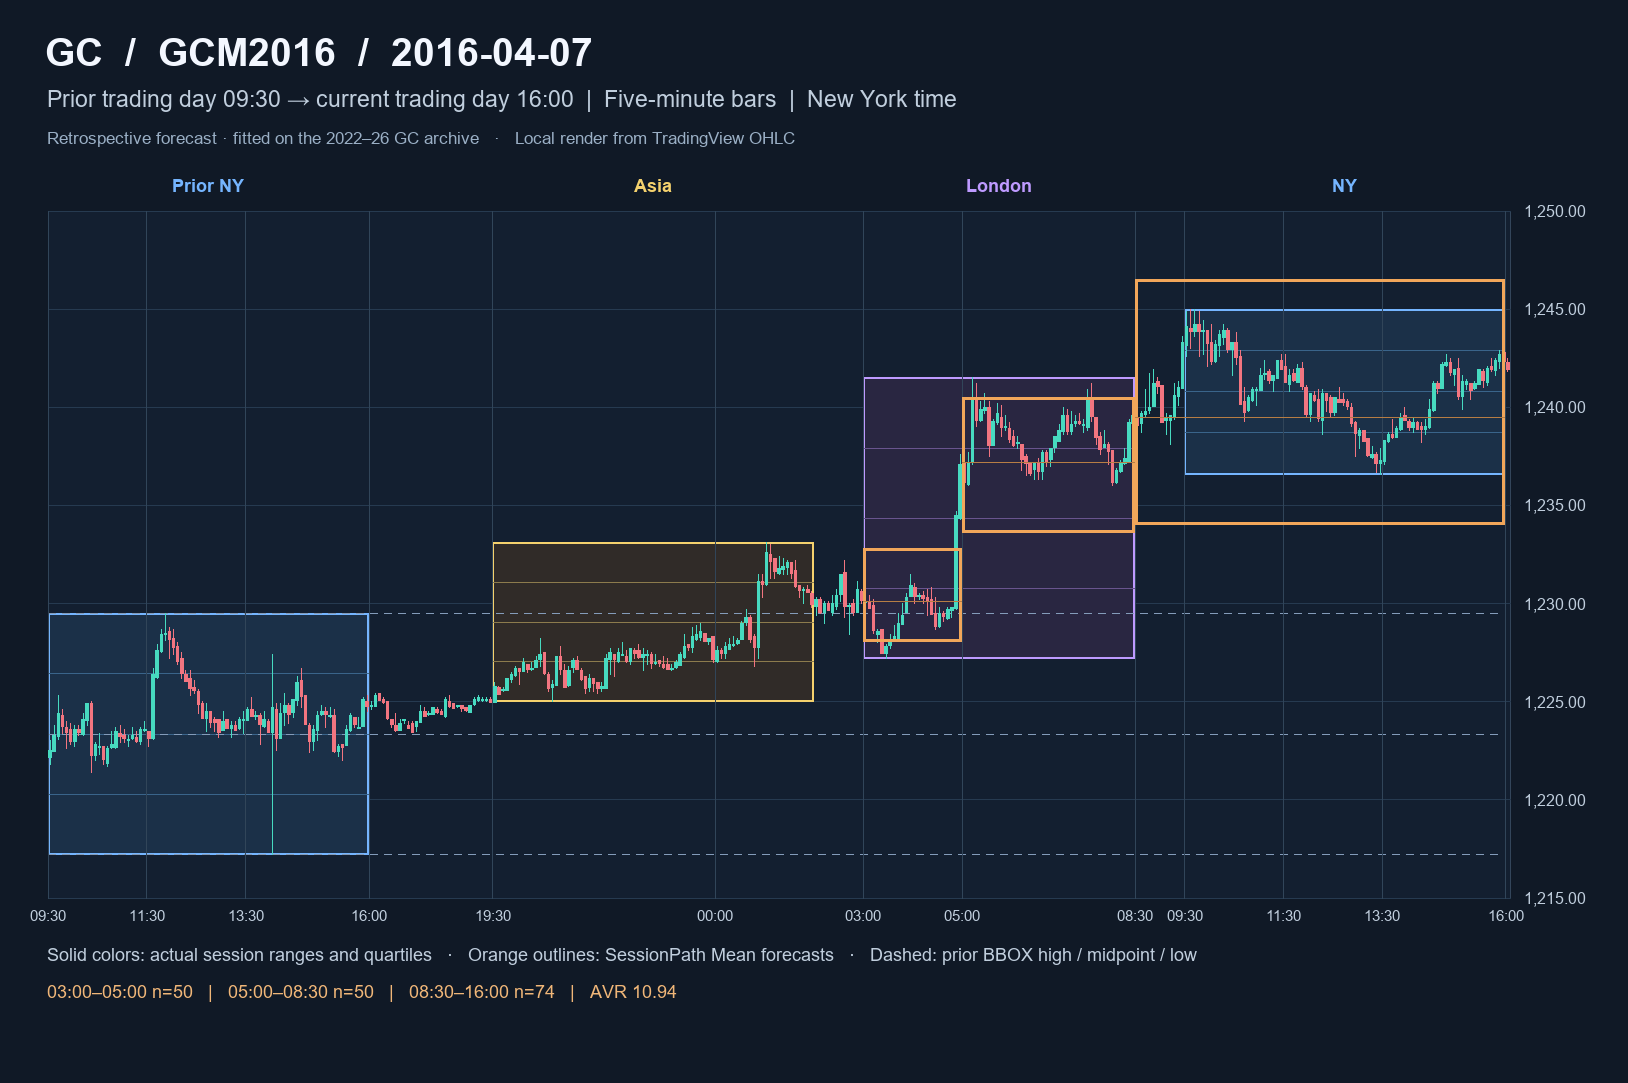 GC / GCM2016 / 2016-04-07
Prior trading day 09:30 → current trading day 16:00 | Five-minute bars | New York time
Retrospective forecast · fitted on the 2022–26 GC archive · Local render from TradingView OHLC
Prior NY Asia London NY
1,250.00
1,245.00
1,240.00
1,235.00
1,230.00
1,225.00
1,220.00
1,215.00
09:30 11:30 13:30 16:00 19:30 00:00 03:00 05:00 08:30 09:30 11:30 13:30 16:00
Solid colors: actual session ranges and quartiles · Orange outlines: SessionPath Mean forecasts · Dashed: prior BBOX high / midpoint / low
03:00–05:00 n=50 | 05:00–08:30 n=50 | 08:30–16:00 n=74 | AVR 10.94